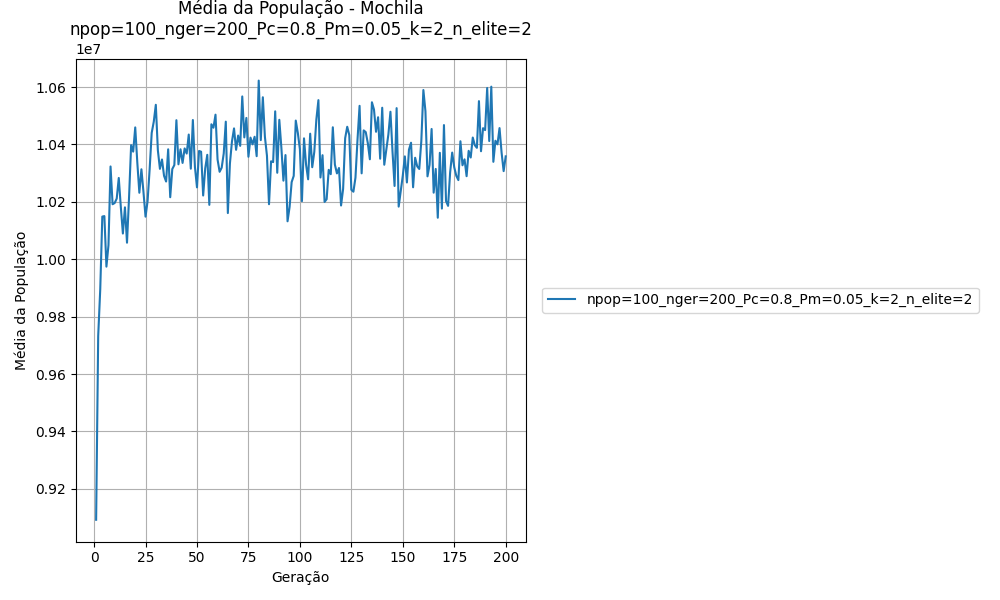 Média da População - Mochila
npop=100_nger=200_Pc=0.8_Pm=0.05_k=2_n_elite=2
1e7
1.06
1.04
1.02
1.00
0.98
0.96
0.94
0.92
Média da População
0 25 50 75 100 125 150 175 200
Geração
npop=100_nger=200_Pc=0.8_Pm=0.05_k=2_n_elite=2